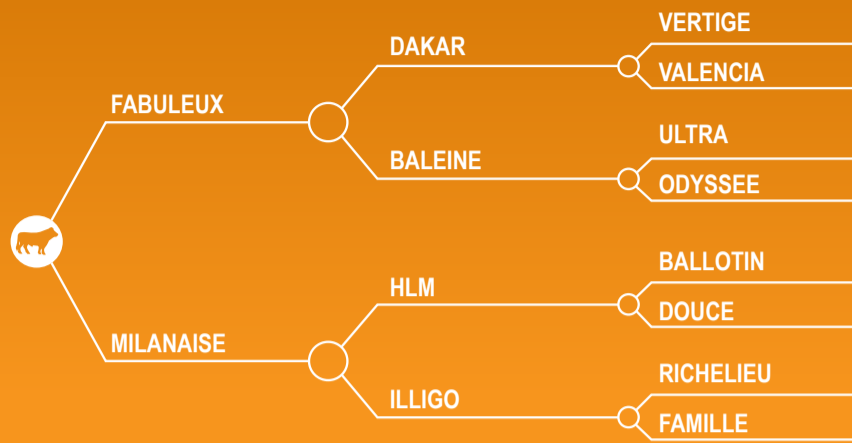 VERTIGE
DAKAR
VALENCIA
FABULEUX
ULTRA
BALEINE
ODYSSEE
BALLOTIN
HLM
DOUCE
MILANAISE
RICHELIEU
ILLIGO
FAMILLE